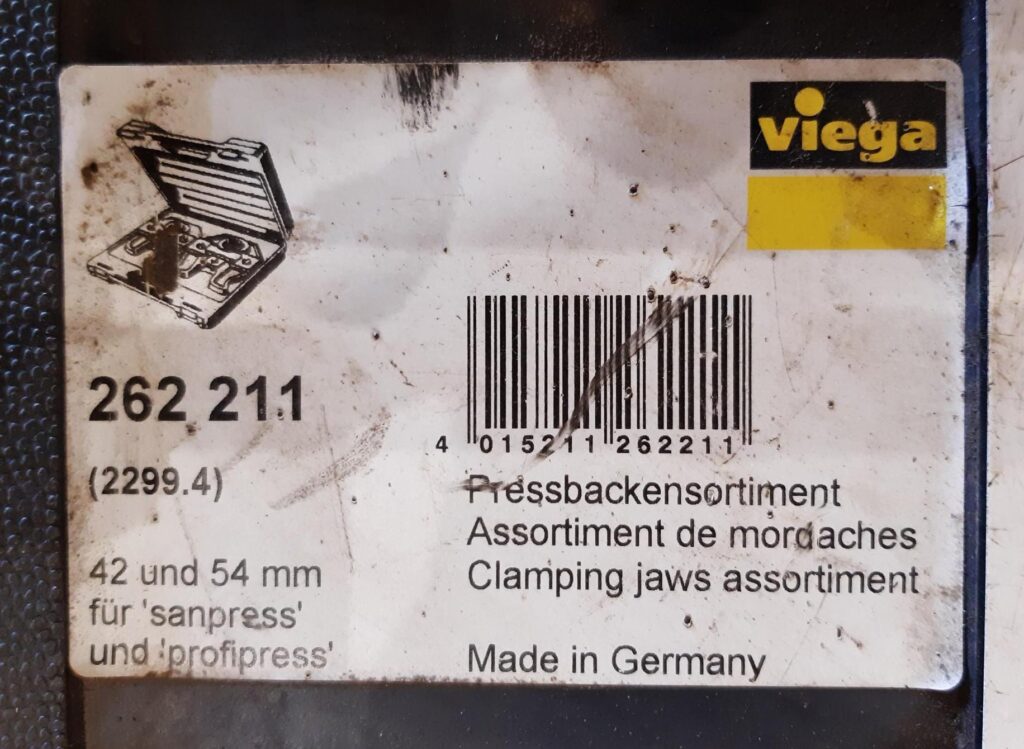 viega
262 211
(2299.4)
42 und 54 mm
für 'sanpress'
und 'profipress'
4 015211 262211
Pressbackensortiment
Assortiment de mordaches
Clamping jaws assortiment
Made in Germany